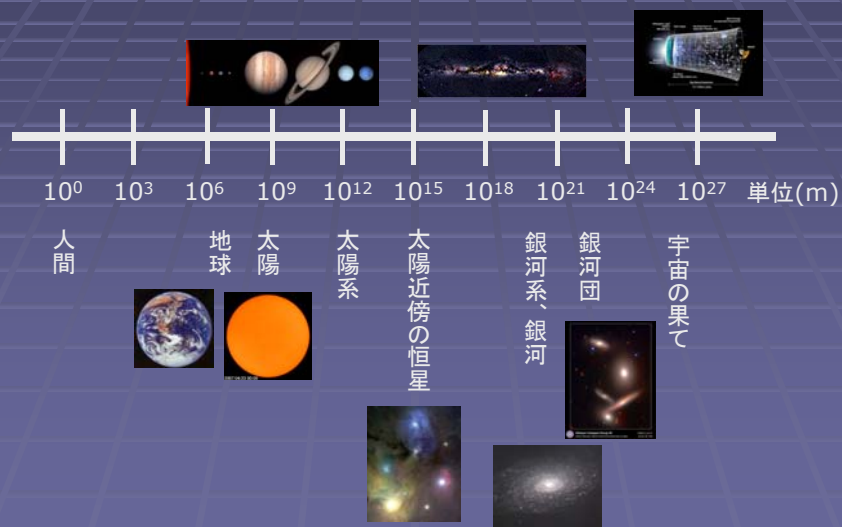 10⁰ 10³ 10⁶ 10⁹ 10¹² 10¹⁵ 10¹⁸ 10²¹ 10²⁴ 10²⁷ 単位(m)
人間
地球
太陽
太陽系
太陽近傍の恒星
銀河系、銀河
銀河団
宇宙の果て